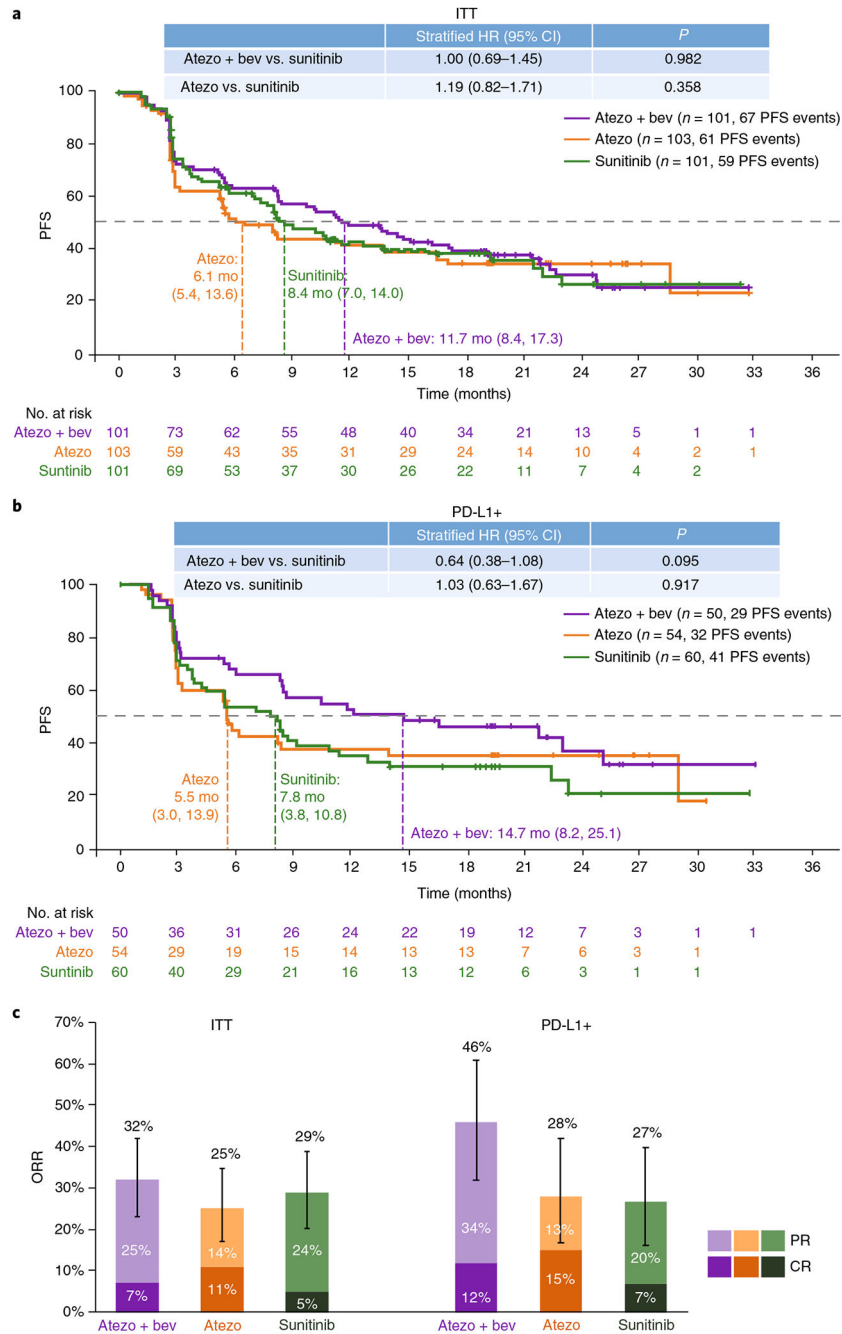 a
ITT
Stratified HR (95% CI) P
Atezo + bev vs. sunitinib 1.00 (0.69–1.45) 0.982
Atezo vs. sunitinib 1.19 (0.82–1.71) 0.358
100
80
60
40
20
0
PFS
Atezo + bev (n = 101, 67 PFS events)
Atezo (n = 103, 61 PFS events)
Sunitinib (n = 101, 59 PFS events)
Atezo:
6.1 mo
(5.4, 13.6)
Sunitinib:
8.4 mo (7.0, 14.0)
Atezo + bev: 11.7 mo (8.4, 17.3)
0 3 6 9 12 15 18 21 24 27 30 33 36
Time (months)
No. at risk
Atezo + bev 101 73 62 55 48 40 34 21 13 5 1 1
Atezo 103 59 43 35 31 29 24 14 10 4 2 1
Suntinib 101 69 53 37 30 26 22 11 7 4 2
b
PD-L1+
Stratified HR (95% CI) P
Atezo + bev vs. sunitinib 0.64 (0.38–1.08) 0.095
Atezo vs. sunitinib 1.03 (0.63–1.67) 0.917
100
80
60
40
20
0
PFS
Atezo + bev (n = 50, 29 PFS events)
Atezo (n = 54, 32 PFS events)
Sunitinib (n = 60, 41 PFS events)
Atezo
5.5 mo
(3.0, 13.9)
Sunitinib:
7.8 mo
(3.8, 10.8)
Atezo + bev: 14.7 mo (8.2, 25.1)
0 3 6 9 12 15 18 21 24 27 30 33
Time (months)
No. at risk
Atezo + bev 50 36 31 26 24 22 19 12 7 3 1 1
Atezo 54 29 19 15 14 13 13 7 6 3 1
Suntinib 60 40 29 21 16 13 12 6 3 1 1
c
ITT PD-L1+
70%
60%
50%
40%
30%
20%
10%
0%
ORR
32% 25% 29% 46% 28% 27%
25% 14% 24% 34% 13% 20%
7% 11% 5% 12% 15% 7%
Atezo + bev Atezo Sunitinib Atezo + bev Atezo Sunitinib
PR
CR